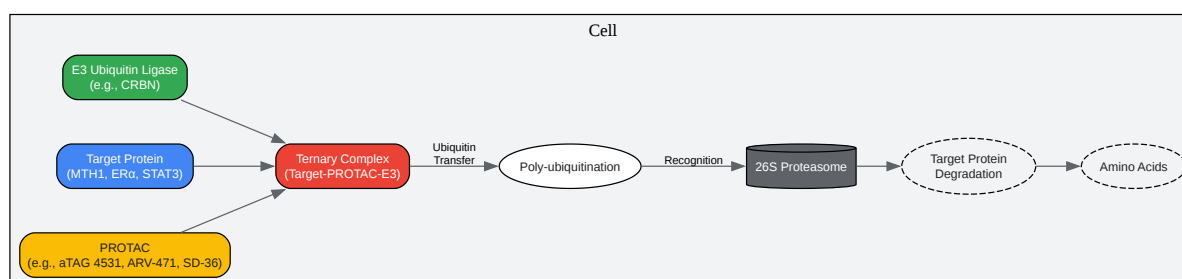 Cell
E3 Ubiquitin Ligase
(e.g., CRBN)
Target Protein
(MTH1, ERα, STAT3)
PROTAC
(e.g., aTAG 4531, ARV-471, SD-36)
Ternary Complex
(Target-PROTAC-E3)
Ubiquitin
Transfer
Poly-ubiquitination
Recognition
26S Proteasome
Target Protein
Degradation
Amino Acids